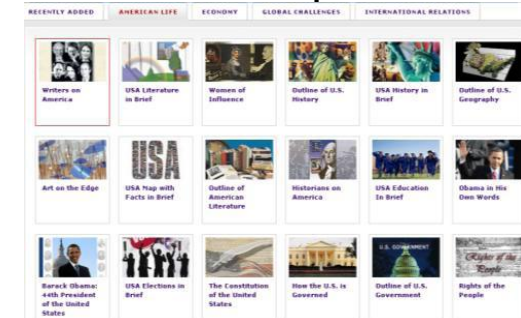 RECENTLY ADDED
AMERICAN LIFE
ECONOMY
GLOBAL CHALLENGES
INTERNATIONAL RELATIONS
Writers on
America
USA Literature
in Brief
Women of
Influence
Outline of U.S.
History
USA History in
Brief
Outline of U.S.
Geography
USA
Art on the Edge
USA Map with
Facts in Brief
Outline of
American
Literature
Historians on
America
USA Education
In Brief
Obama in His
Own Words
U.S. GOVERNMENT
Rights of the
People
Barack Obama:
44th President
of the United
States
USA Elections in
Brief
The Constitution
of the United
States
How the U.S. is
Governed
Outline of U.S.
Government
Rights of the
People